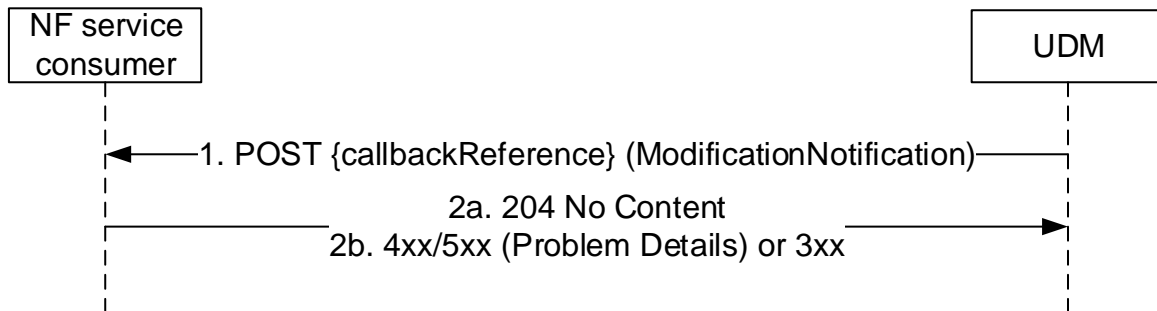 NF service
consumer
UDM
1. POST {callbackReference} (ModificationNotification)
2a. 204 No Content
2b. 4xx/5xx (Problem Details) or 3xx